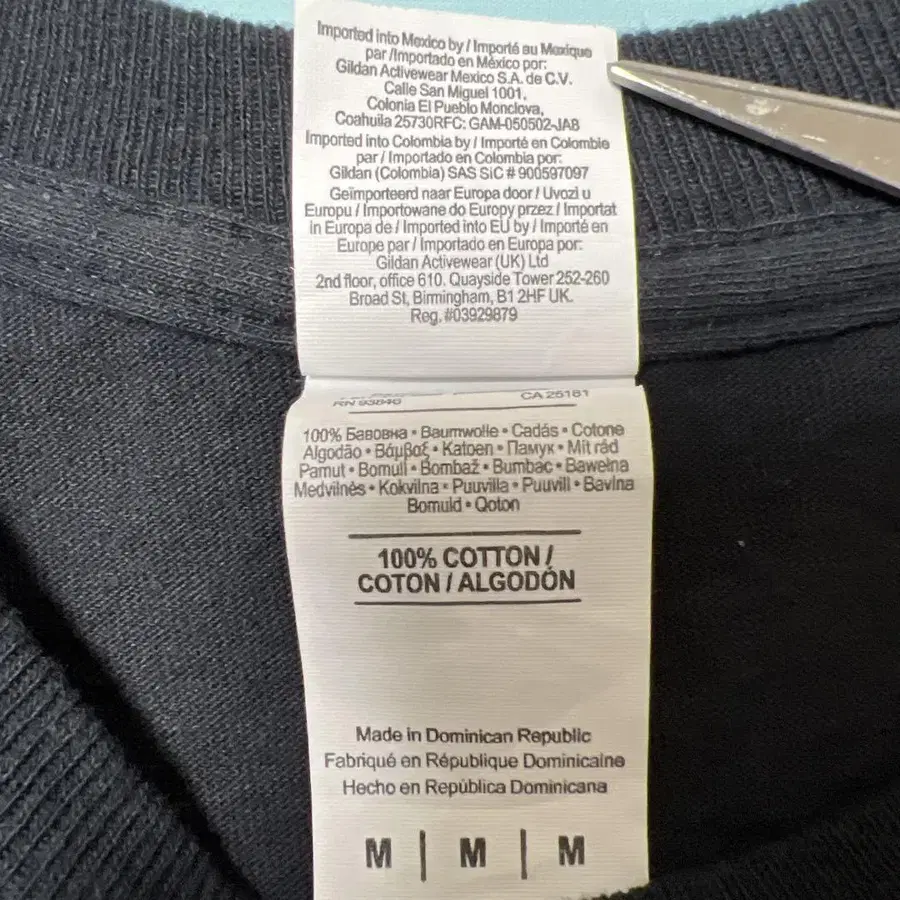 Imported into Mexico by / Importé au Mexique
par /Importado en México por:
Gildan Activewear Mexico S.A. de C.V.
Calle San Miguel 1001,
Colonia El Pueblo Monclova,
Coahuila 25730RFC: GAM-050502-JA8
Imported into Colombia by / Importé en Colombie
par / Importado en Colombia por:
Gildan (Colombia) SAS SIC # 900597097
Geïmporteerd naar Europa door / Uvozi u
Europu / Importowane do Europy przez / Importat
in Europa de / Imported into EU by / Importé en
Europe par / Importado en Europa por:
Gildan Activewear (UK) Ltd
2nd floor, office 610. Quayside Tower 252-260
Broad St, Birmingham, B1 2HF UK.
Reg. #03929879
RN 93846 CA 25181
100% Бавовна • Baumwolle • Cadás • Cotone
Algodão • Βάμβαξ • Katoen • Памук • Mit rád
Pamut • Bomull • Bombaž • Bumbac • Bawełna
Medvilnės • Kokvilna • Puuvilla • Puuvill • Bavlna
Bomuld • Qoton
100% COTTON /
COTON / ALGODÓN
Made in Dominican Republic
Fabriqué en République Dominicaine
Hecho en República Dominicana
M | M | M